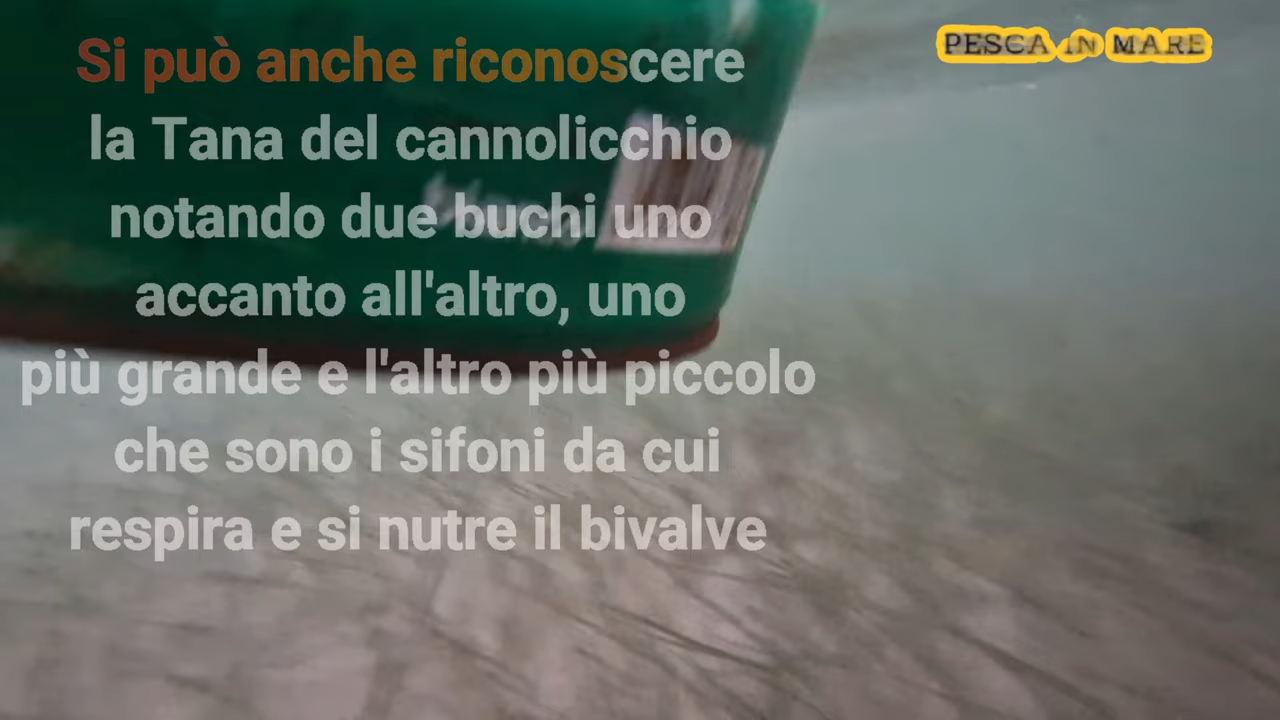 PESCA IN MARE
Si può anche riconoscere
la Tana del cannolicchio
notando due buchi uno
accanto all'altro, uno
più grande e l'altro più piccolo
che sono i sifoni da cui
respira e si nutre il bivalve